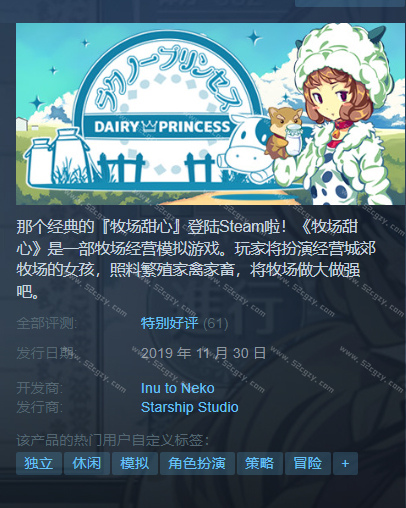 ラクノープリンセス
DAIRY PRINCESS
那个经典的『牧场甜心』登陆Steam啦！《牧场甜
心》是一部牧场经营模拟游戏。玩家将扮演经营城郊
牧场的女孩，照料繁殖家禽家畜，将牧场做大做强
吧。
全部评测: 特别好评 (61)
发行日期: 2019 年 11 月 30 日
开发商: Inu to Neko
发行商: Starship Studio
该产品的热门用户自定义标签:
独立 休闲 模拟 角色扮演 策略 冒险 +